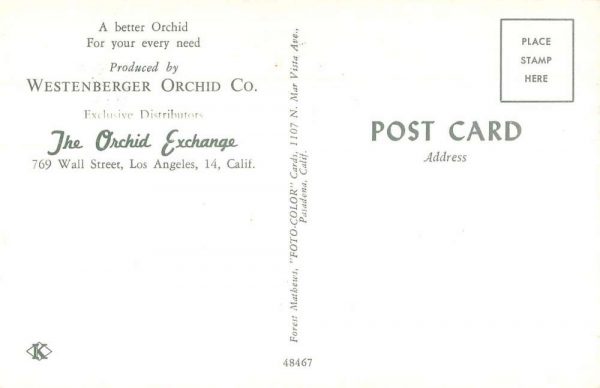 A better Orchid
For your every need
Produced by
WESTENBERGER ORCHID CO.
Exclusive Distributors
The Orchid Exchange
769 Wall Street, Los Angeles, 14, Calif.
K
Forest Mathews, "FOTO-COLOR" Cards, 1107 N. Mar Vista Ave.,
Pasadena, Calif.
48467
PLACE
STAMP
HERE
POST CARD
Address